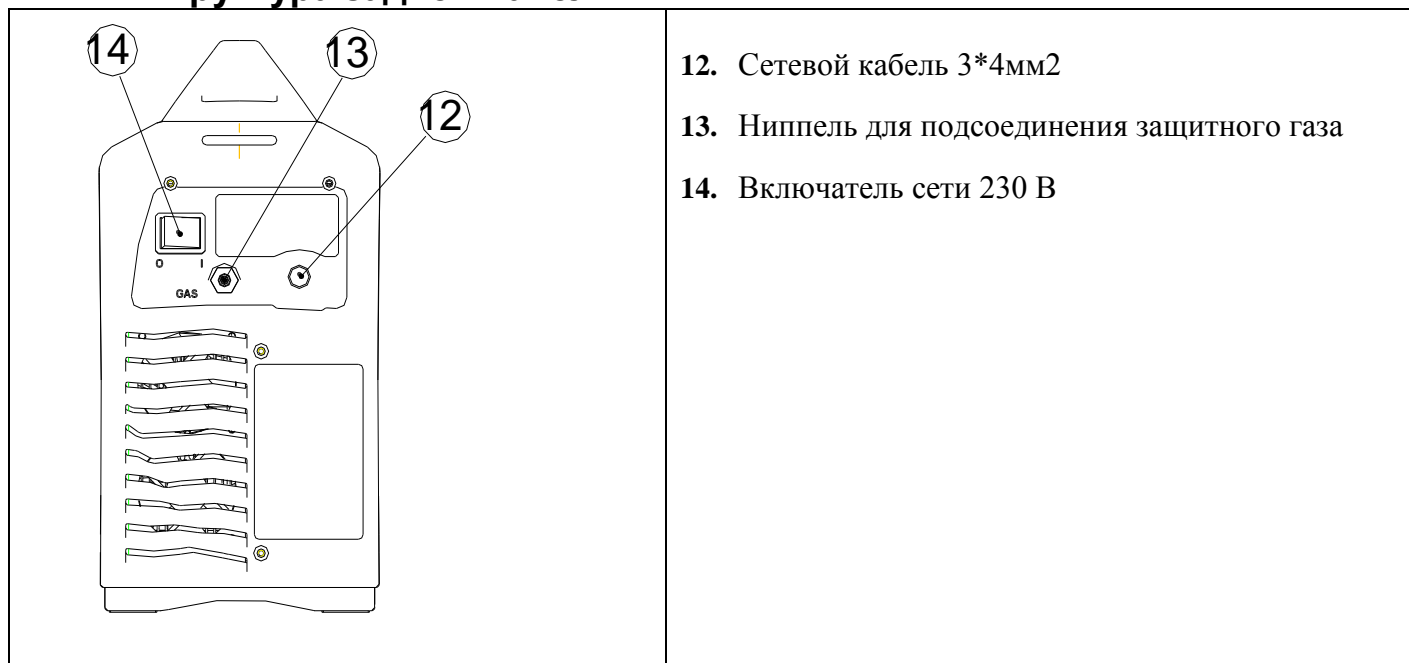 14
13
12
O I
GAS
12. Сетевой кабель 3*4мм2
13. Ниппель для подсоединения защитного газа
14. Включатель сети 230 В